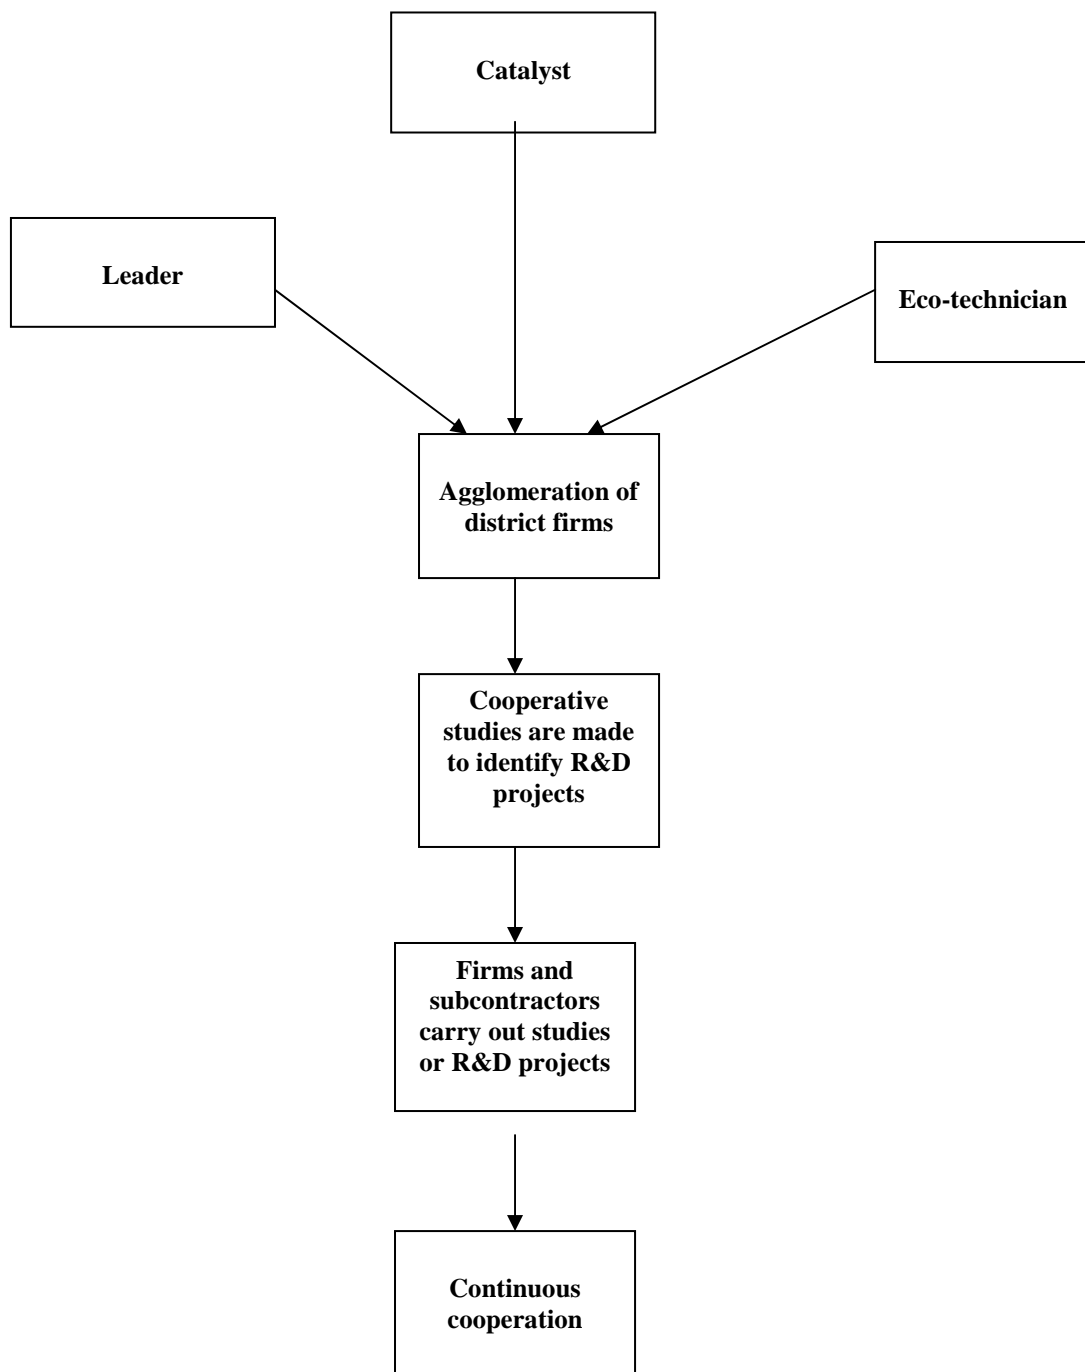 Catalyst
Leader
Eco-technician
Agglomeration of
district firms
Cooperative
studies are made
to identify R&D
projects
Firms and
subcontractors
carry out studies
or R&D projects
Continuous
cooperation